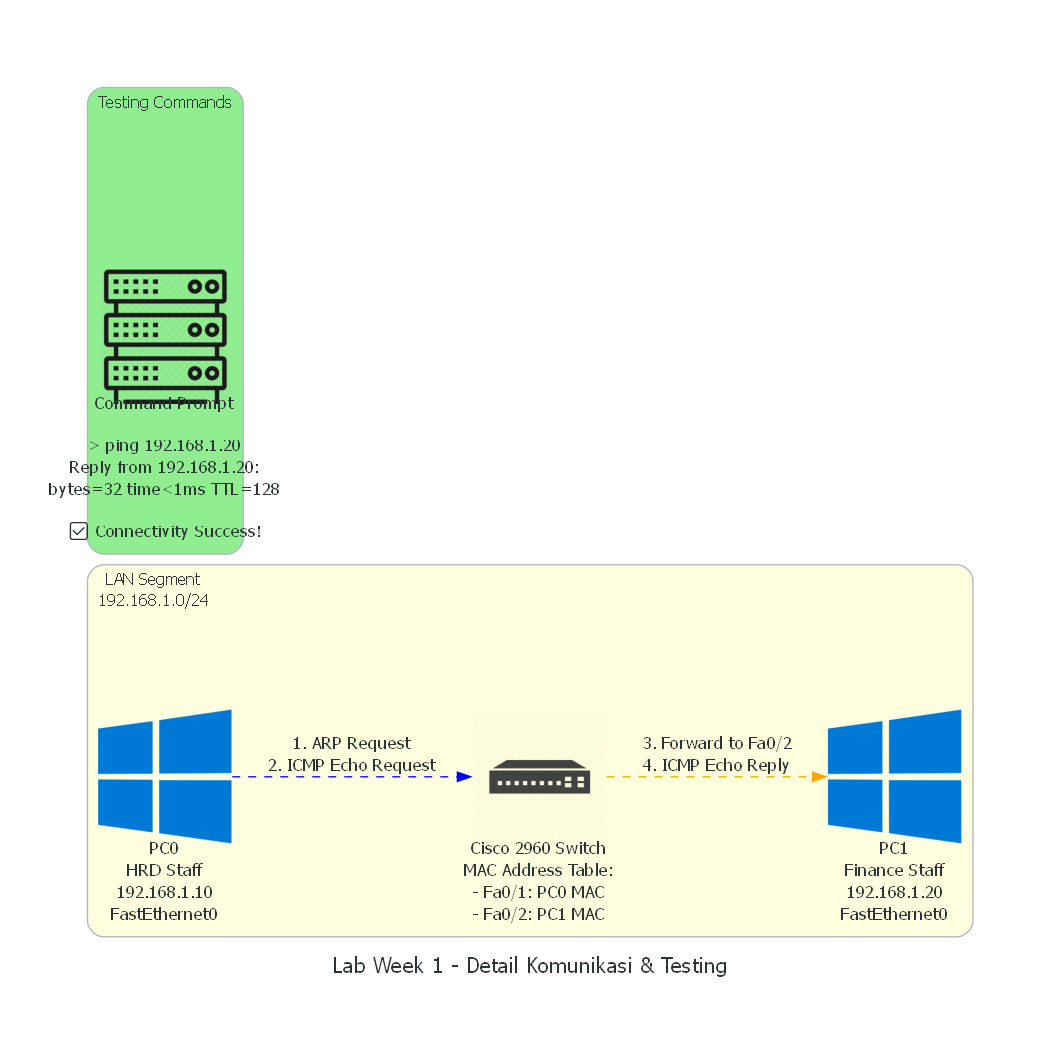 Testing Commands
Command Prompt
> ping 192.168.1.20
Reply from 192.168.1.20:
bytes=32 time<1ms TTL=128
☑ Connectivity Success!
LAN Segment
192.168.1.0/24
1. ARP Request
2. ICMP Echo Request
3. Forward to Fa0/2
4. ICMP Echo Reply
PC0
HRD Staff
192.168.1.10
FastEthernet0
Cisco 2960 Switch
MAC Address Table:
- Fa0/1: PC0 MAC
- Fa0/2: PC1 MAC
PC1
Finance Staff
192.168.1.20
FastEthernet0
Lab Week 1 - Detail Komunikasi & Testing